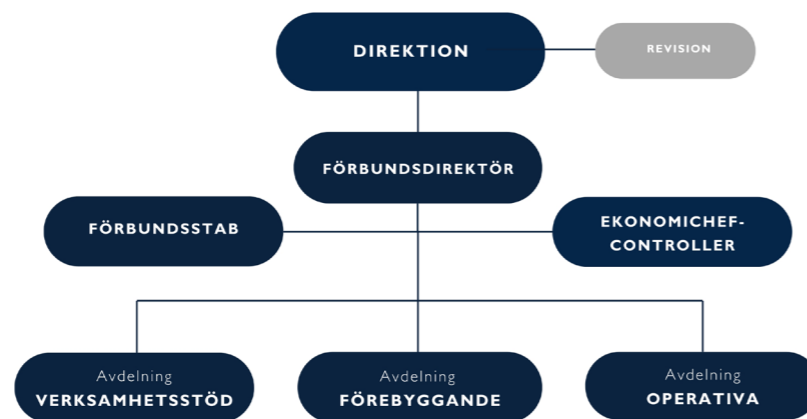 DIREKTION
REVISION
FÖRBUNDSDIREKTÖR
FÖRBUNDSSTAB
EKONOMICHEF-
CONTROLLER
Avdelning
VERKSAMHETSSTÖD
Avdelning
FÖREBYGGANDE
Avdelning
OPERATIVA